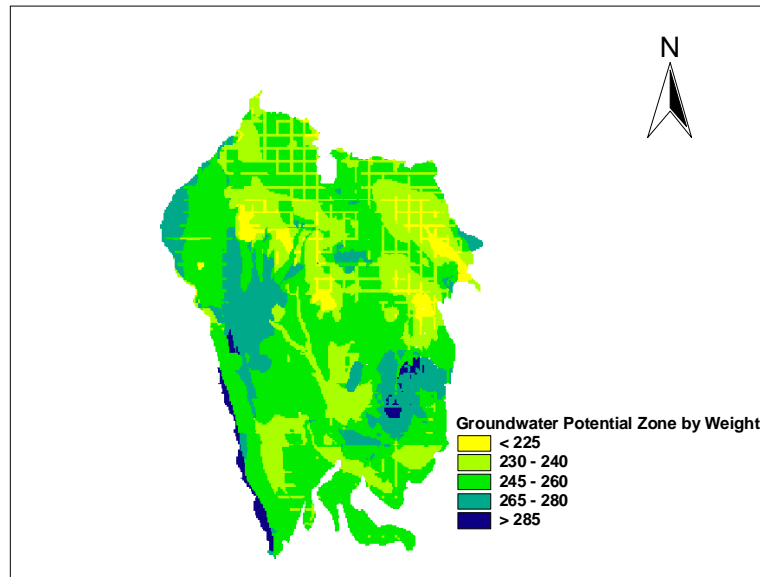 N
Groundwater Potential Zone by Weight
< 225
230 - 240
245 - 260
265 - 280
> 285